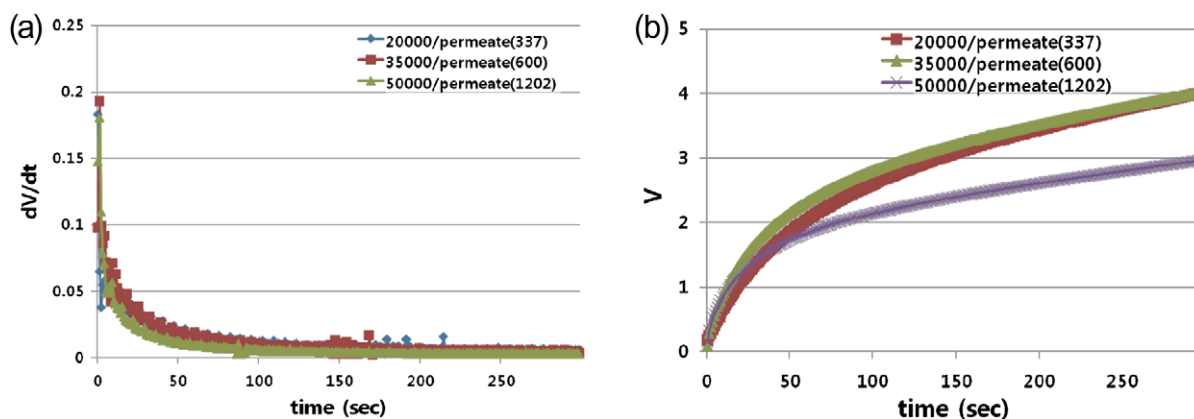 (a)
0.25
0.2
0.15
0.1
0.05
0
dV/dt
20000/permeate(337)
35000/permeate(600)
50000/permeate(1202)
0 50 100 150 200 250
time (sec)
(b)
5
4
3
2
1
0
V
20000/permeate(337)
35000/permeate(600)
50000/permeate(1202)
0 50 100 150 200 250
time (sec)